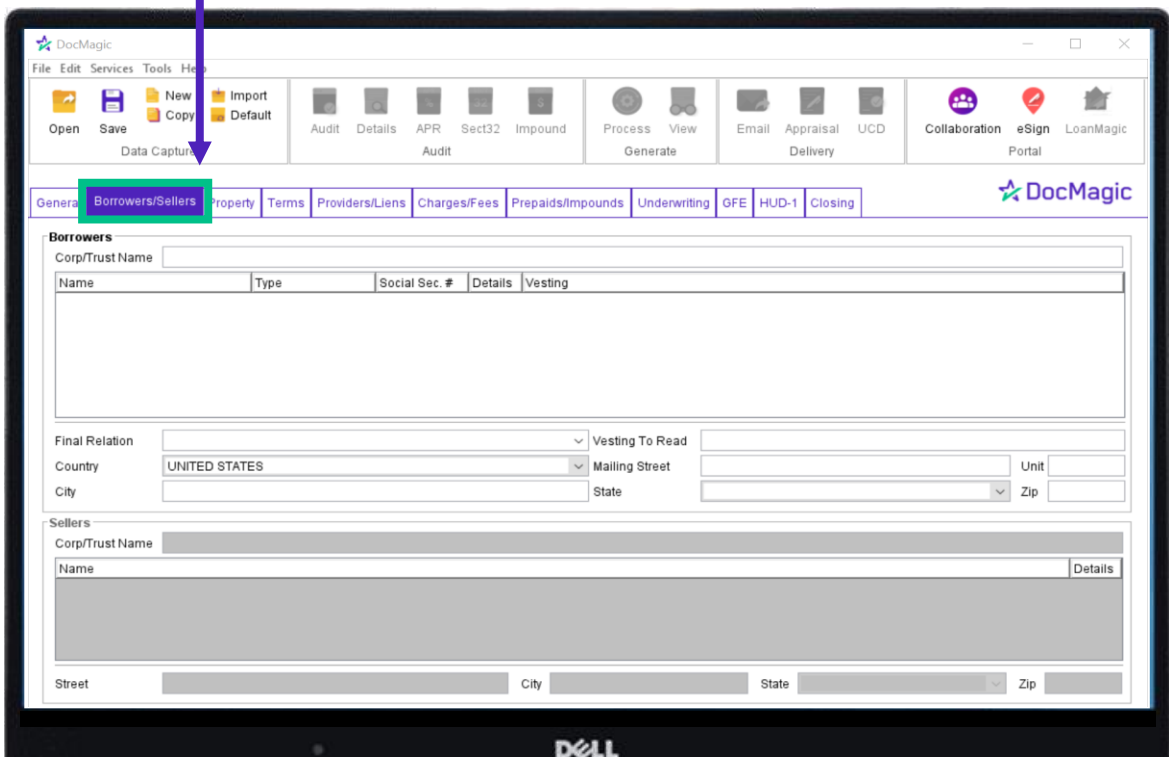 DocMagic
File Edit Services Tools Help
New Import
Copy Default
Open Save
Audit Details APR Sect32 Impound
Process View
Email Appraisal UCD
Collaboration eSign LoanMagic
Data Capture Audit Generate Delivery Portal
DocMagic
Genera Borrowers/Sellers Property Terms Providers/Liens Charges/Fees Prepaids/Impounds Underwriting GFE HUD-1 Closing
Borrowers
Corp/Trust Name
Name Type Social Sec. # Details Vesting
Final Relation Vesting To Read
Country UNITED STATES Mailing Street Unit
City State Zip
Sellers
Corp/Trust Name
Name Details
Street City State Zip
DELL